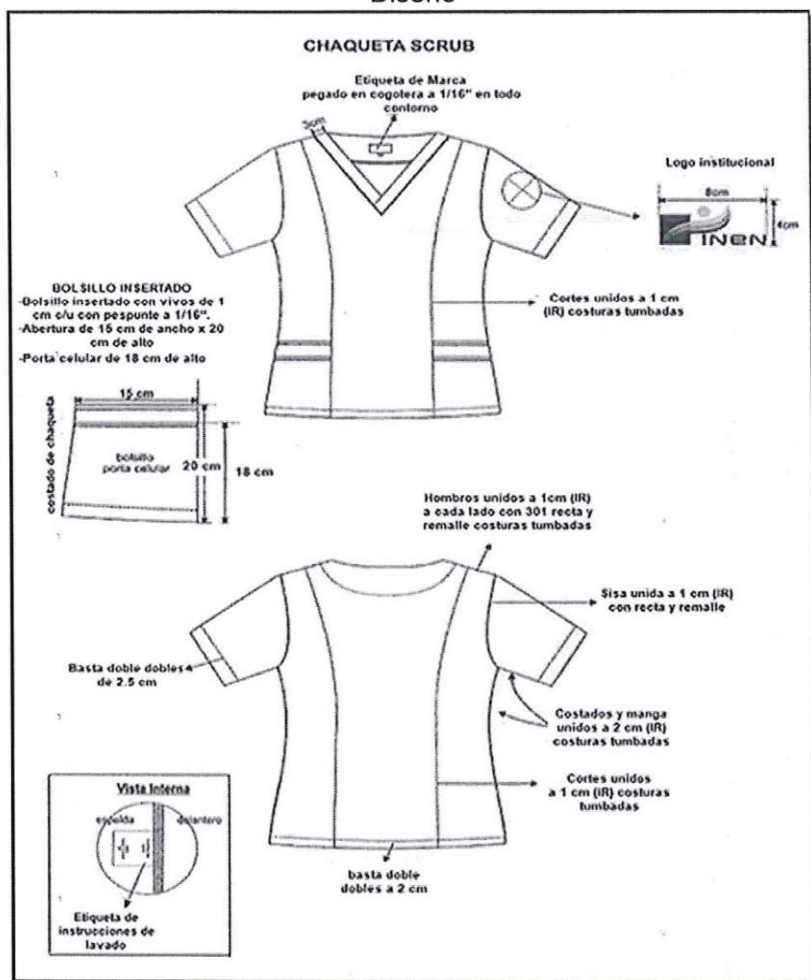 Diseño
CHAQUETA SCRUB
Etiqueta de Marca
pegado en cogotera a 1/16" en todo
contorno
3cm
Logo institucional
8cm
4cm
INEN
BOLSILLO INSERTADO
-Bolsillo insertado con vivos de 1
cm c/u con pespunte a 1/16".
-Abertura de 15 cm de ancho x 20
cm de alto
-Porta celular de 18 cm de alto
Cortes unidos a 1 cm
(IR) costuras tumbadas
15 cm
costado de chaqueta
bolsillo
porta celular
20 cm
18 cm
Hombros unidos a 1cm (IR)
a cada lado con 301 recta y
remalle costuras tumbadas
Sisa unida a 1 cm (IR)
con recta y remalle
Basta doble dobles
de 2.5 cm
Costados y manga
unidos a 2 cm (IR)
costuras tumbadas
Cortes unidos
a 1 cm (IR) costuras
tumbadas
basta doble
dobles a 2 cm
Vista Interna
espalda
delantero
Etiqueta de
instrucciones de
lavado